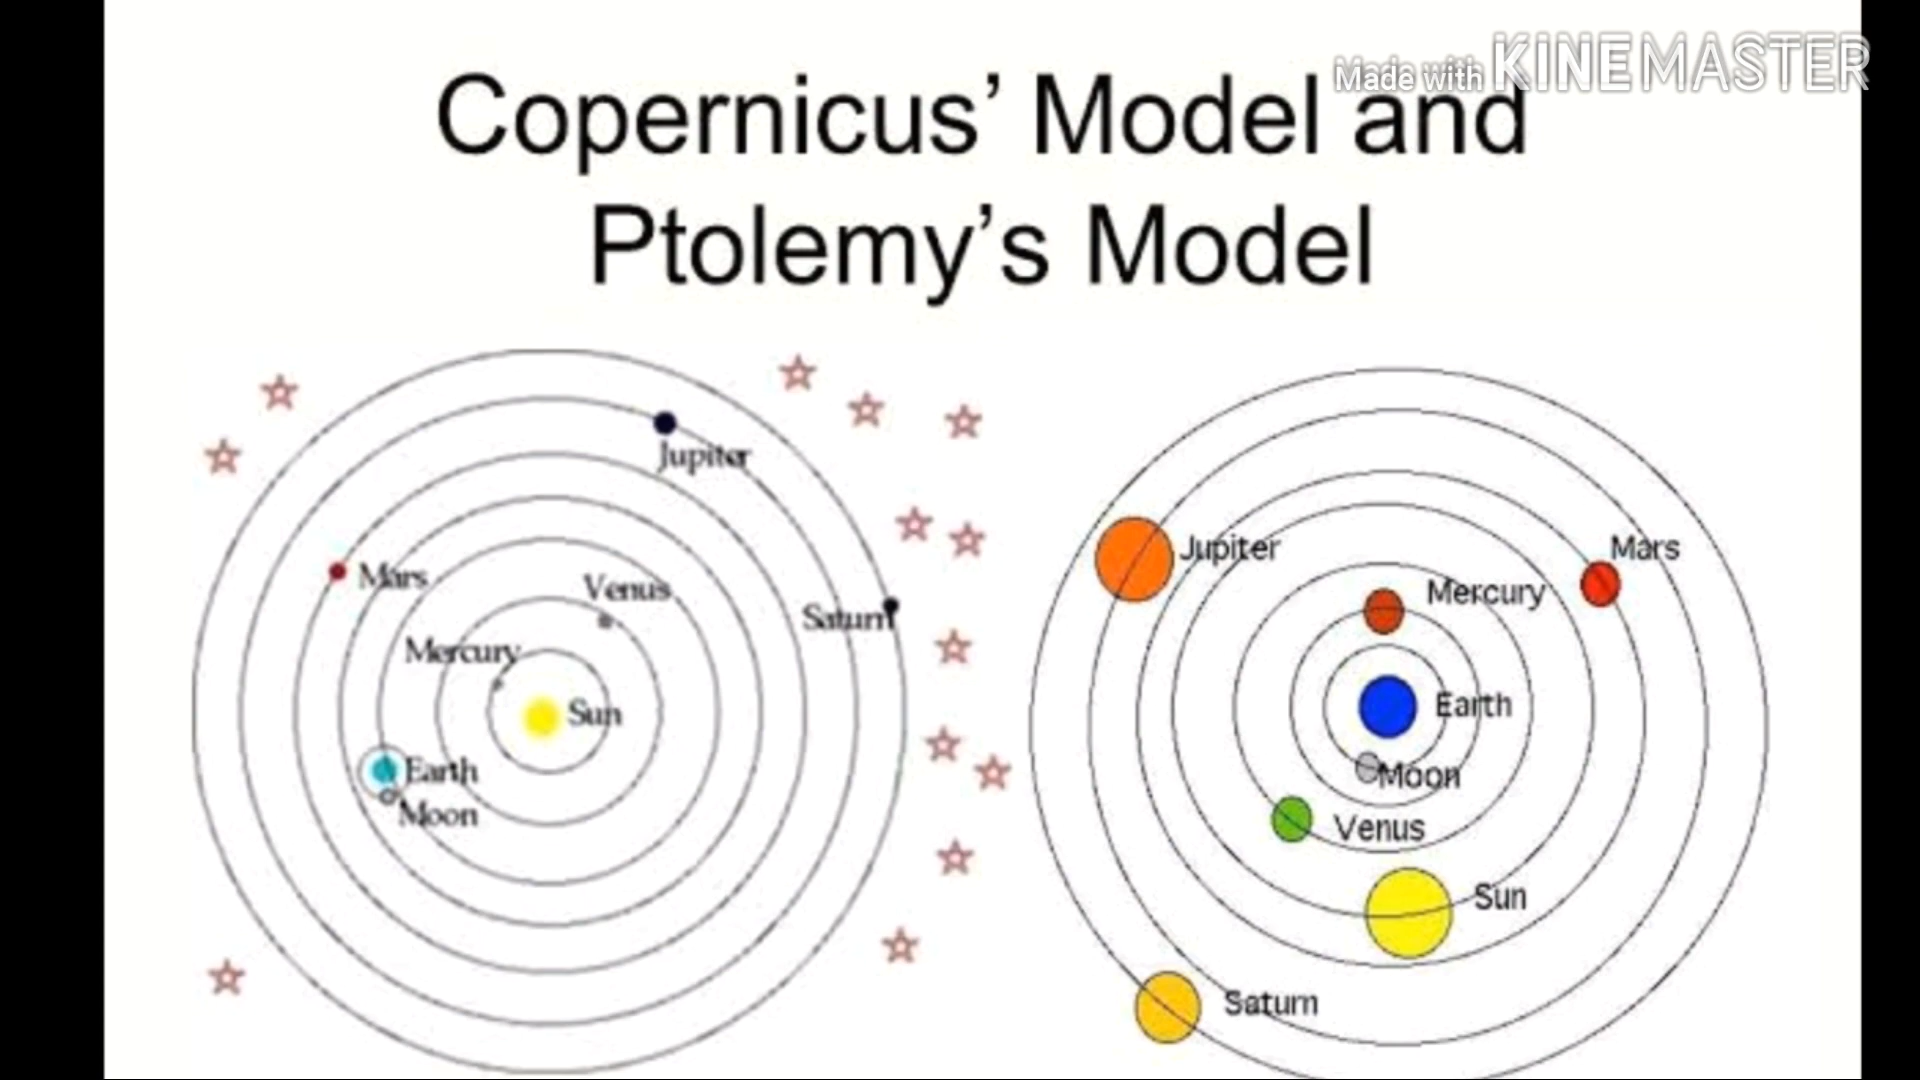 Made with KINEMASTER
Copernicus’ Model and
Ptolemy’s Model
Jupiter
Mars
Venus
Saturn
Mercury
Sun
Earth
Moon
Jupiter
Mars
Mercury
Earth
Moon
Venus
Sun
Saturn